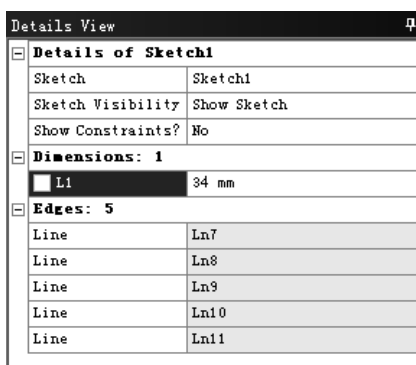 Details View
Details of Sketch1
Sketch Sketch1
Sketch Visibility Show Sketch
Show Constraints? No
Dimensions: 1
L1 34 mm
Edges: 5
Line Ln7
Line Ln8
Line Ln9
Line Ln10
Line Ln11